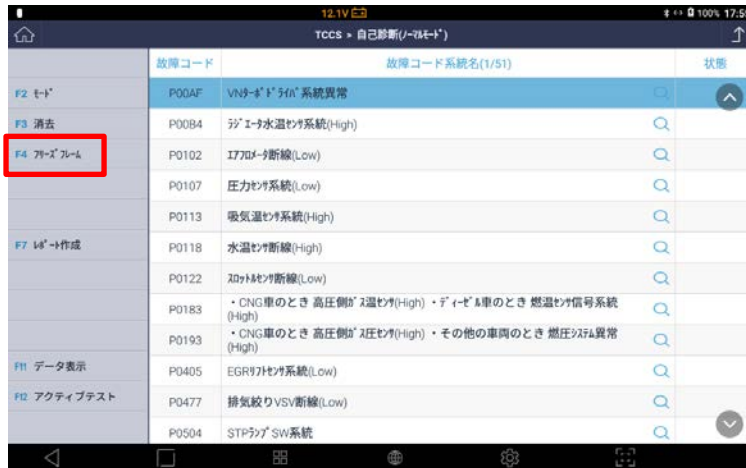 12.1V
100% 17:5
TCCS > 自己診断(ﾉｰﾏﾙﾓｰﾄﾞ)
故障コード 故障コード系統名(1/51) 状態
F2 ﾓｰﾄﾞ
F3 消去
F4 ﾌﾘｰｽﾞﾌﾚｰﾑ
F7 ﾚﾎﾟｰﾄ作成
F11 データ表示
F12 アクティブテスト
P00AF VNﾀｰﾎﾞﾄﾞﾗｲﾊﾞ系統異常
P00B4 ﾗｼﾞｴｰﾀ水温ｾﾝｻ系統(High)
P0102 ｴｱﾌﾛﾒｰﾀ断線(Low)
P0107 圧力ｾﾝｻ系統(Low)
P0113 吸気温ｾﾝｻ系統(High)
P0118 水温ｾﾝｻ断線(High)
P0122 ｽﾛｯﾄﾙｾﾝｻ断線(Low)
P0183 ・CNG車のとき 高圧側ｶﾞｽ温ｾﾝｻ(High) ・ﾃﾞｨｰｾﾞﾙ車のとき 燃温ｾﾝｻ信号系統
(High)
P0193 ・CNG車のとき 高圧側ｶﾞｽ圧ｾﾝｻ(High) ・その他の車両のとき 燃圧ｼｽﾃﾑ異常
(High)
P0405 EGRﾘﾌﾄｾﾝｻ系統(Low)
P0477 排気絞りVSV断線(Low)
P0504 STPﾗﾝﾌﾟSW系統